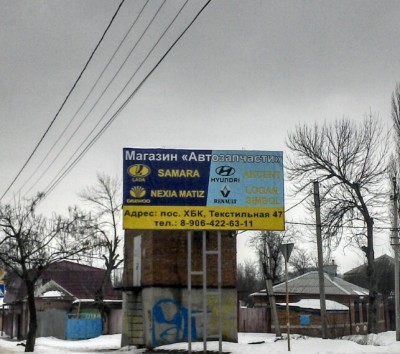 Магазин «Автозапчасти»
LADA SAMARA HYUNDAI ACCENT
DAEWOO NEXIA MATIZ RENAULT LOGAN
SIMBOL
Адрес: пос. ХБК, Текстильная 47
тел.: 8-906-422-63-11